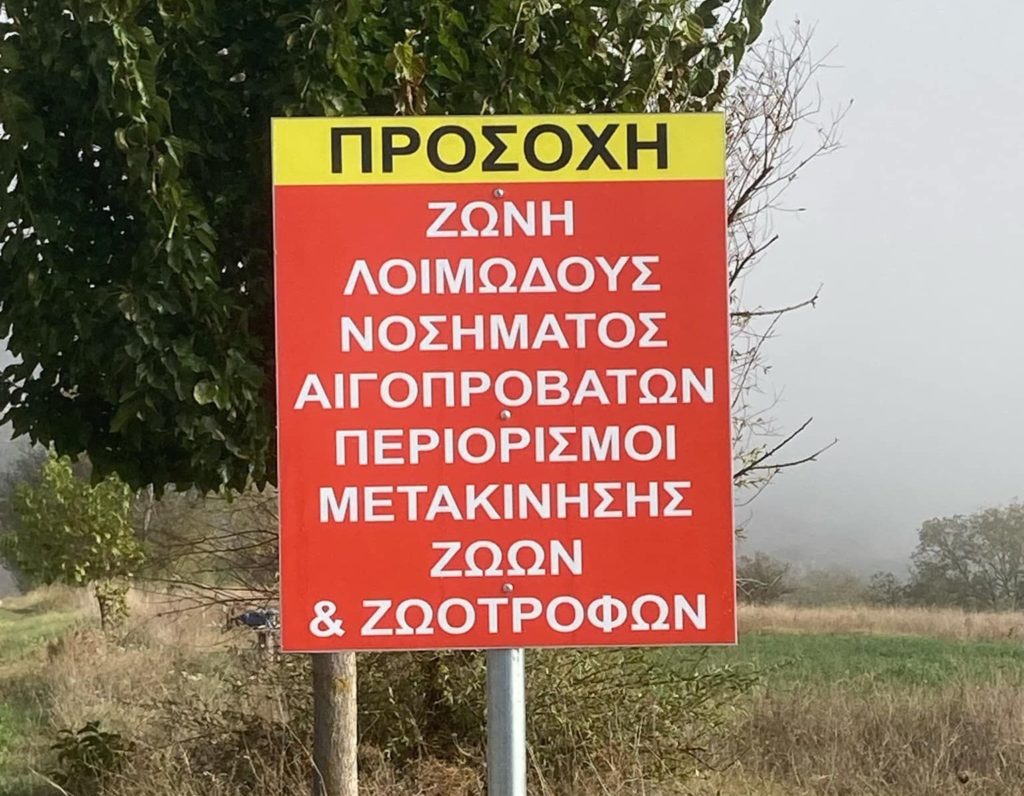 ΠΡΟΣΟΧΗ
ΖΩΝΗ
ΛΟΙΜΩΔΟΥΣ
ΝΟΣΗΜΑΤΟΣ
ΑΙΓΟΠΡΟΒΑΤΩΝ
ΠΕΡΙΟΡΙΣΜΟΙ
ΜΕΤΑΚΙΝΗΣΗΣ
ΖΩΩΝ
& ΖΩΟΤΡΟΦΩΝ